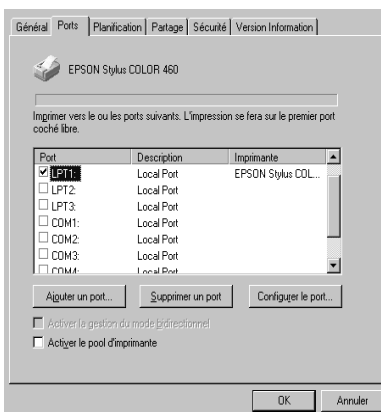 Général Ports Planification Partage Sécurité Version Information
EPSON Stylus COLOR 460
Imprimer vers le ou les ports suivants. L'impression se fera sur le premier port
coché libre.
Port Description Imprimante
LPT1: Local Port EPSON Stylus COL...
LPT2: Local Port
LPT3: Local Port
COM1: Local Port
COM2: Local Port
COM3: Local Port
COM4: Local Port
Ajouter un port... Supprimer un port Configurer le port...
Activer la gestion du mode bidirectionnel
Activer le pool d'imprimante
OK Annuler